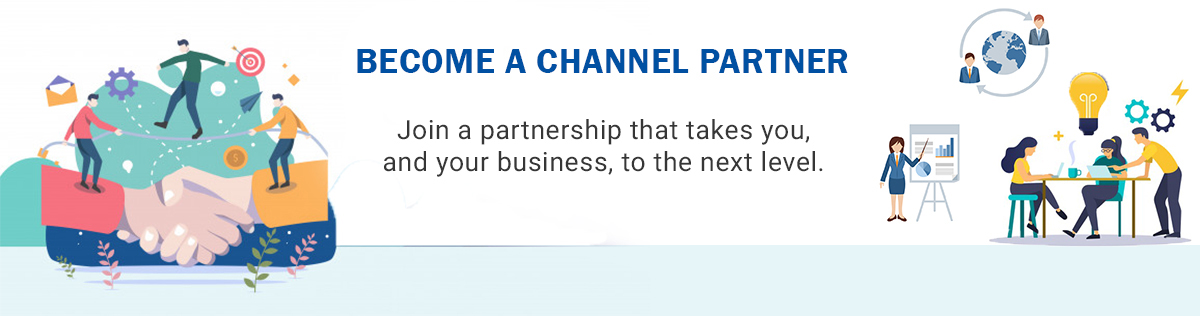 BECOME A CHANNEL PARTNER
Join a partnership that takes you,
and your business, to the next level.